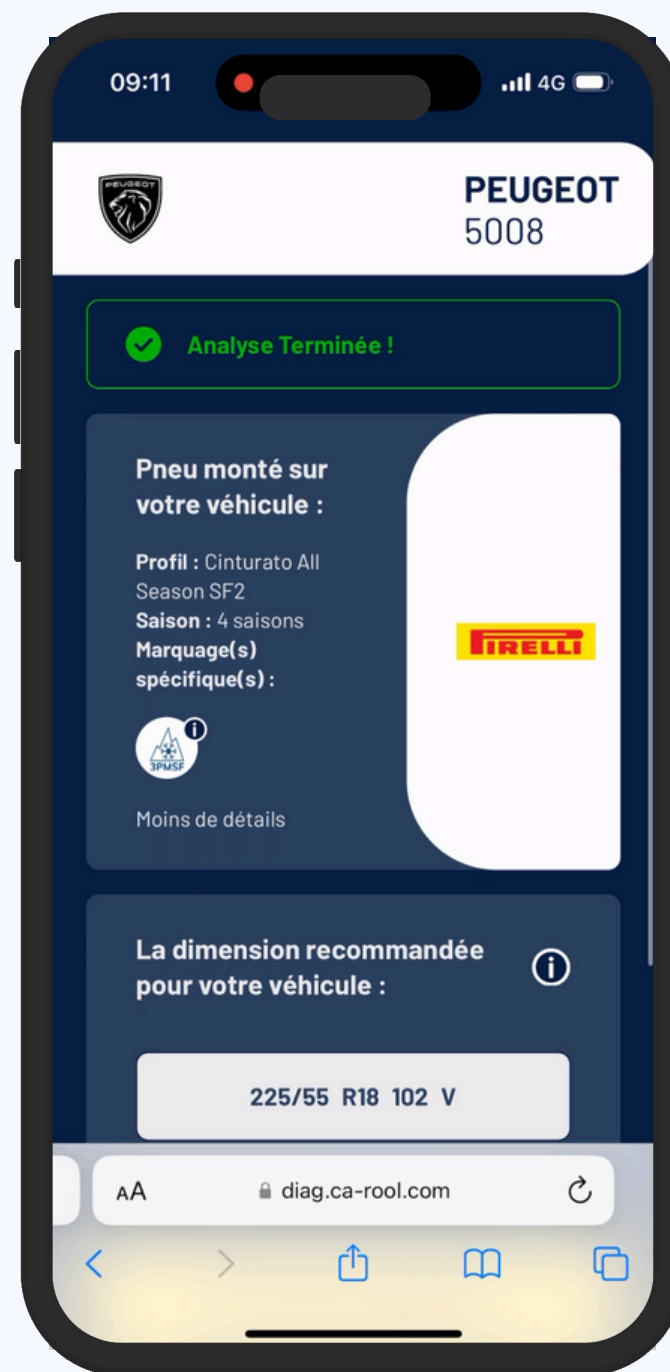 09:11
4G
PEUGEOT
PEUGEOT
5008
Analyse Terminée !
Pneu monté sur
votre véhicule :
Profil : Cinturato All
Season SF2
Saison : 4 saisons
Marquage(s)
spécifique(s) :
i
3PMSF
PIRELLI
Moins de détails
La dimension recommandée
pour votre véhicule :
i
225/55 R18 102 V
AA
diag.ca-rool.com